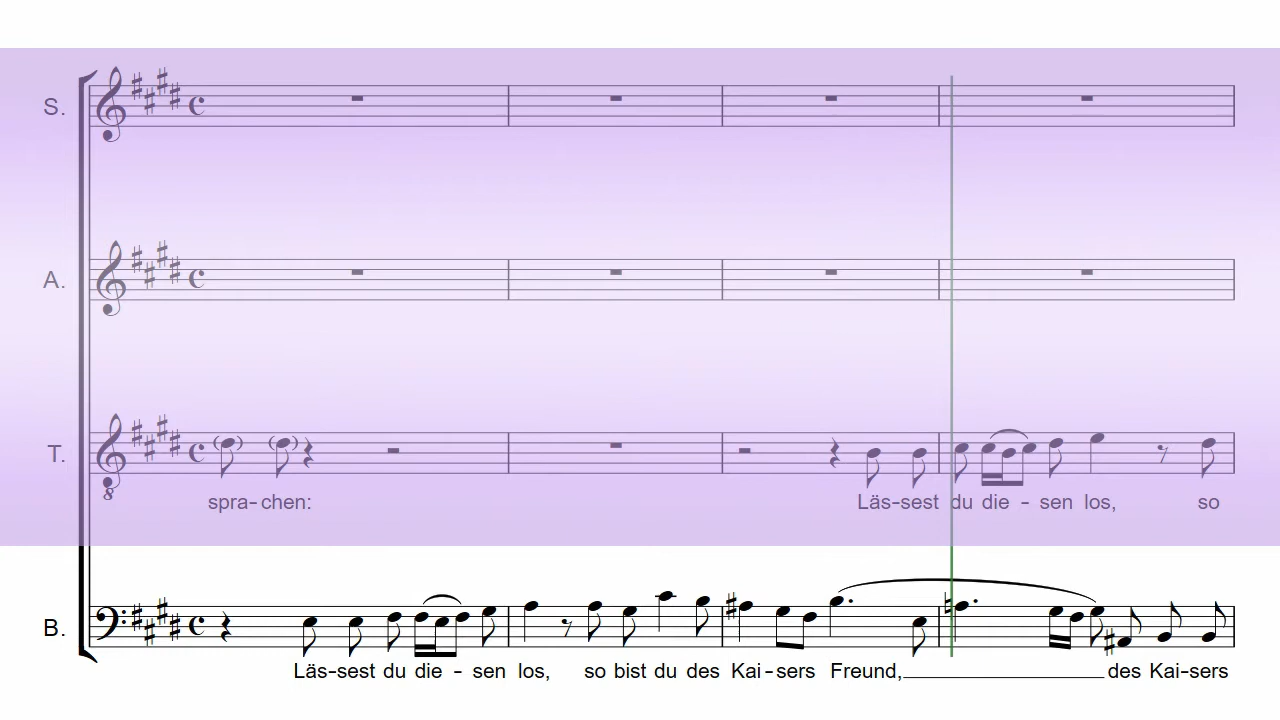 S.
A.
T.
spra-chen: Läs-sest du die - sen los, so
B.
Läs-sest du die - sen los, so bist du des Kai-sers Freund, des Kai-sers